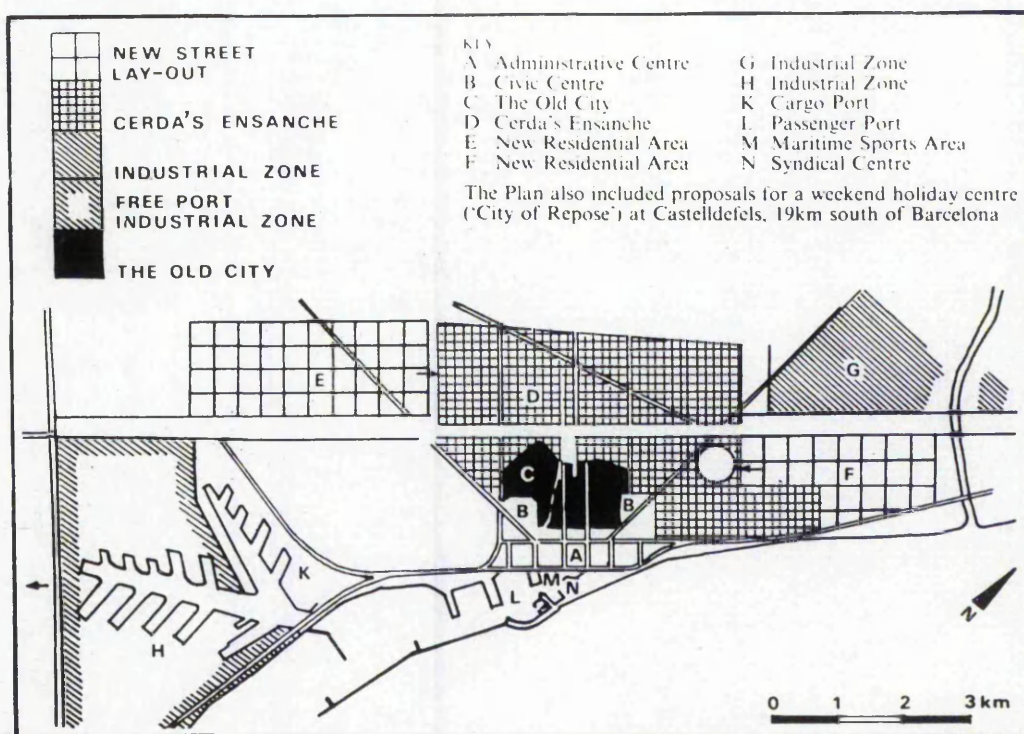 NEW STREET
LAY-OUT
CERDA'S ENSANCHE
INDUSTRIAL ZONE
FREE PORT
INDUSTRIAL ZONE
THE OLD CITY
KEY
A Administrative Centre
B Civic Centre
C The Old City
D Cerda's Ensanche
E New Residential Area
F New Residential Area
G Industrial Zone
H Industrial Zone
K Cargo Port
L Passenger Port
M Maritime Sports Area
N Syndical Centre
The Plan also included proposals for a weekend holiday centre
('City of Repose') at Castelldefels, 19km south of Barcelona
E
D
G
C
F
B
B
A
K
M
N
L
H
N
0 1 2 3 km